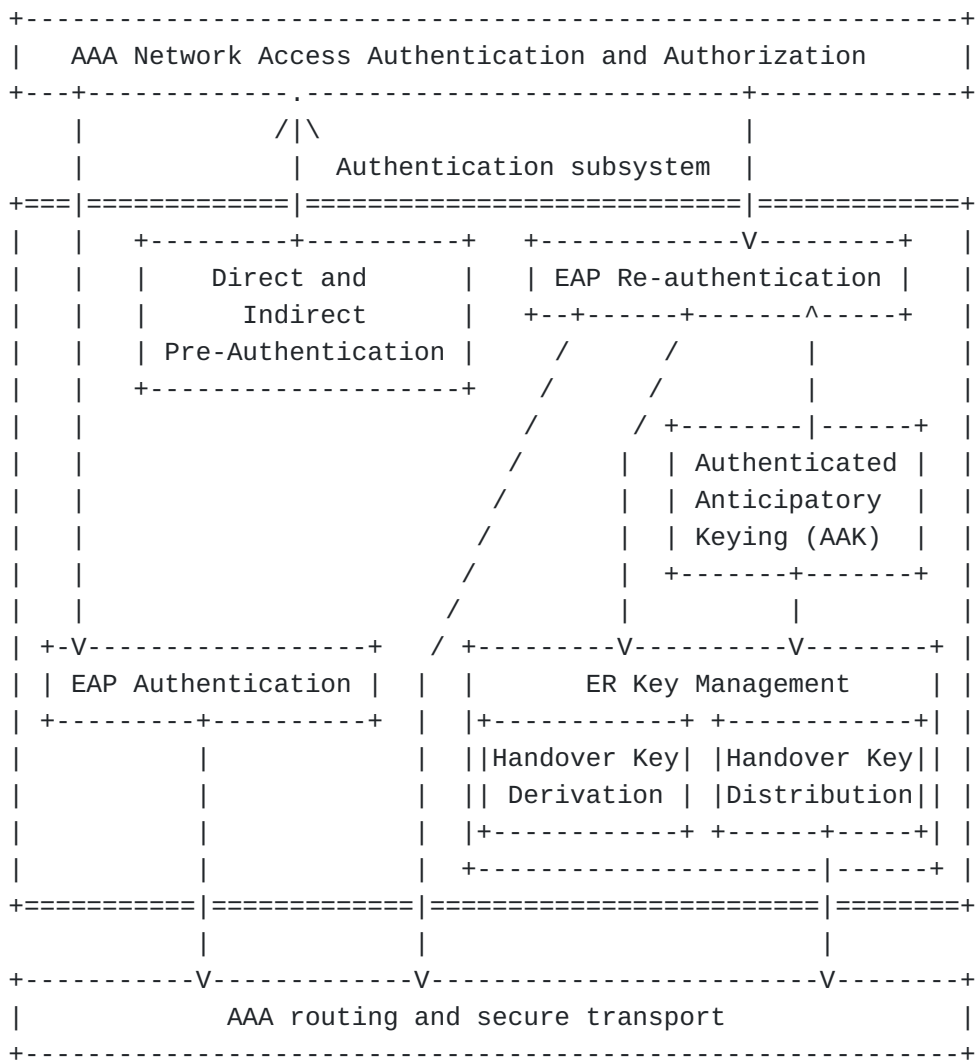 AAA Network Access Authentication and Authorization
Authentication subsystem
Direct and
Indirect
Pre-Authentication
EAP Re-authentication
Authenticated
Anticipatory
Keying (AAK)
EAP Authentication
ER Key Management
Handover Key
Derivation
Handover Key
Distribution
AAA routing and secure transport